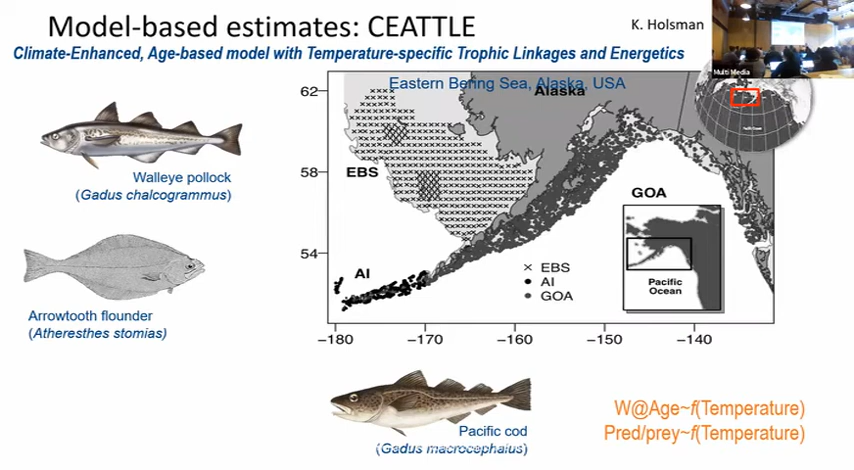 Model-based estimates: CEATTLE
K. Holsman
Climate-Enhanced, Age-based model with Temperature-specific Trophic Linkages and Energetics
Multi Media
Eastern Bering Sea, Alaska, USA
Alaska
62
58
54
EBS
GOA
AI
× EBS
● AI
● GOA
Pacific
Ocean
−180
−170
−160
−150
−140
Walleye pollock
(Gadus chalcogrammus)
Arrowtooth flounder
(Atheresthes stomias)
Pacific cod
(Gadus macrocephalus)
W@Age~f(Temperature)
Pred/prey~f(Temperature)